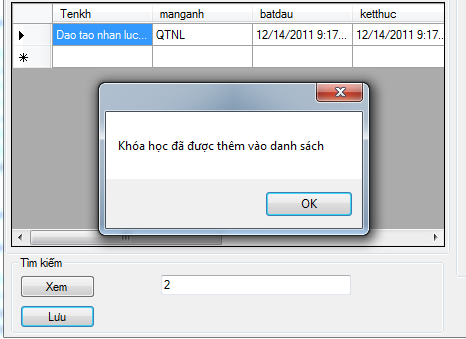 Tenkh manganh batdau ketthuc
Dao tao nhan luc... QTNL 12/14/2011 9:17... 12/14/2011 9:17...
Khóa học đã được thêm vào danh sách
OK
Tìm kiếm
Xem 2
Lưu